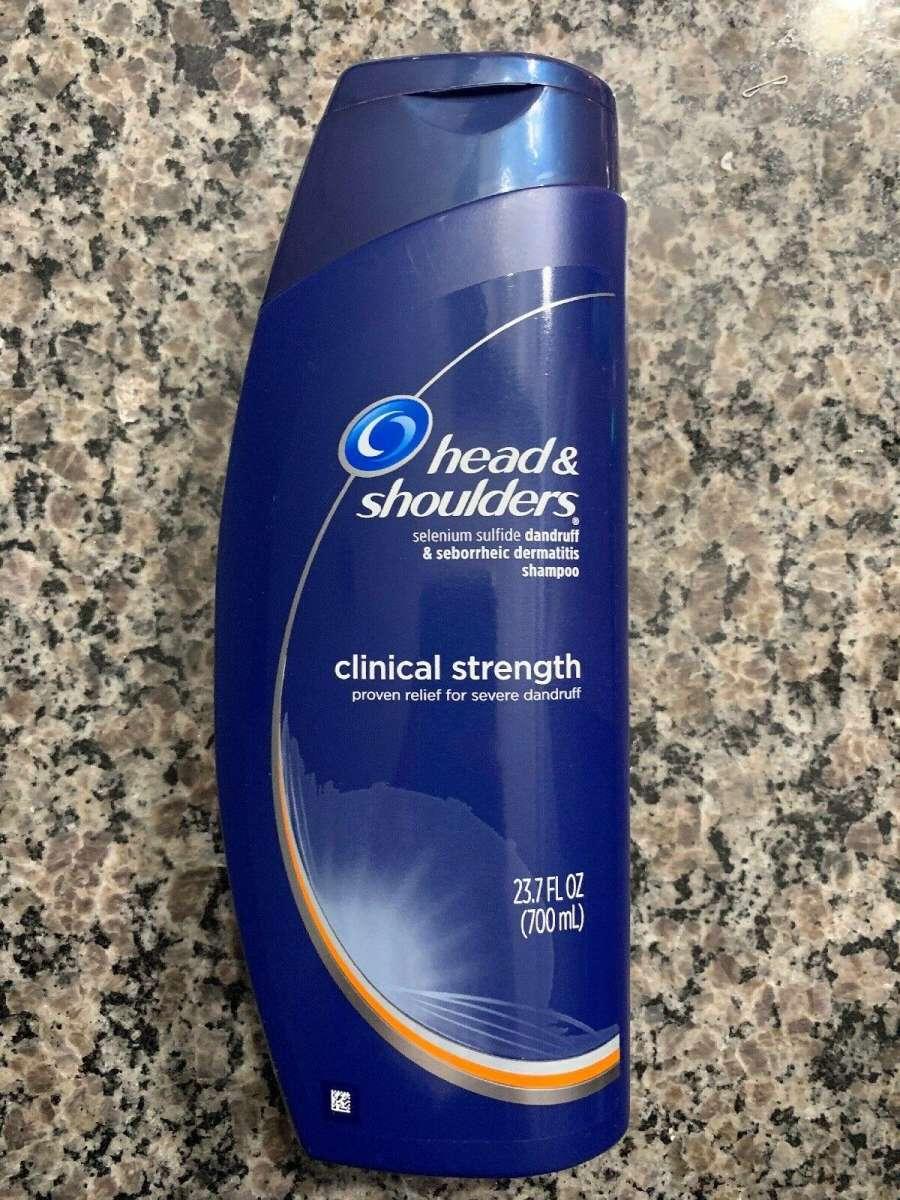 head &
shoulders®
selenium sulfide dandruff
& seborrheic dermatitis
shampoo
clinical strength
proven relief for severe dandruff
23.7 FL OZ
(700 mL)